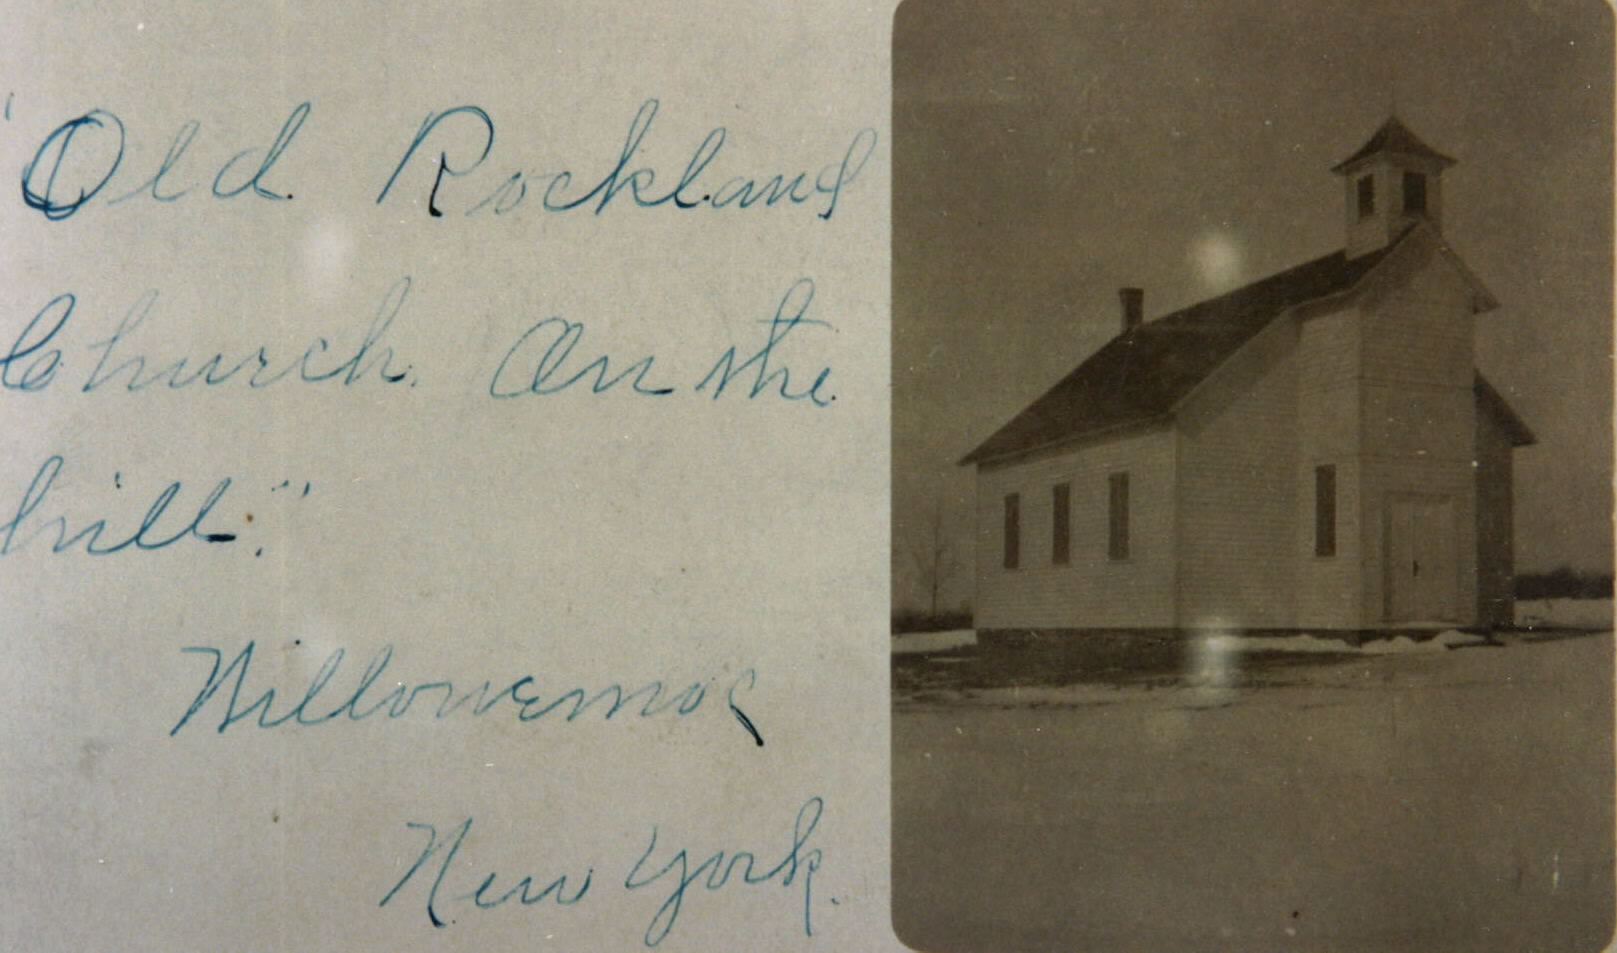 "Old Rockland
Church On the
hill."
Willowemoc
New York.